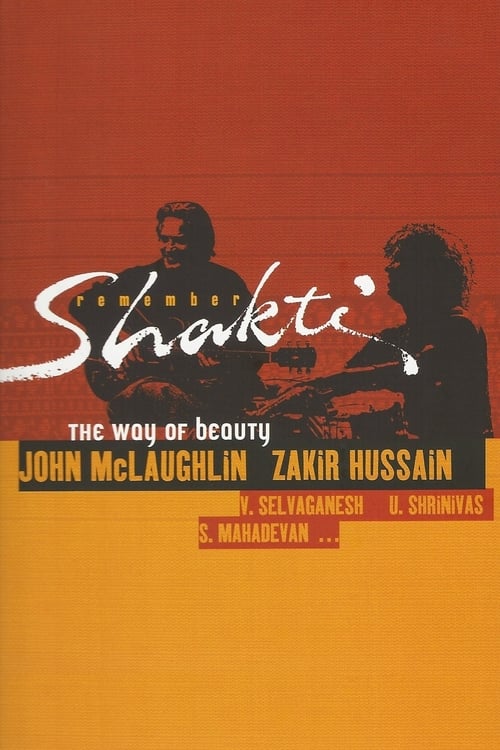 remember
Shakti
THE WAY OF BEAUTY
JOHN McLAUGHLIN ZAKIR HUSSAIN
V. SELVAGANESH U. SHRINIVAS
S. MAHADEVAN ...